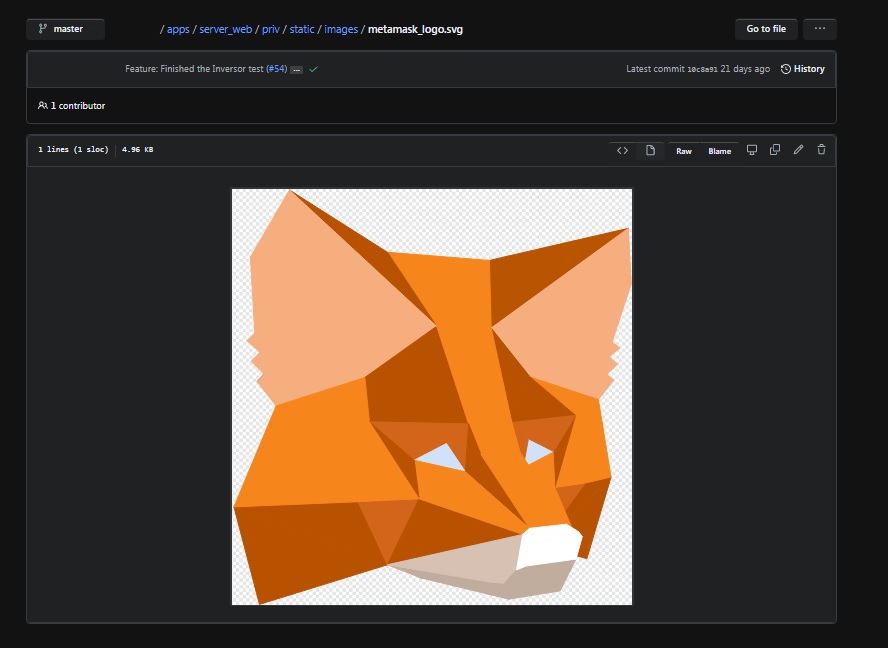 master / apps / server_web / priv / static / images / metamask_logo.svg Go to file ...
Feature: Finished the Inversor test (#54) ... Latest commit 10c8a91 21 days ago History
1 contributor
1 lines (1 sloc) 4.96 KB <> Raw Blame